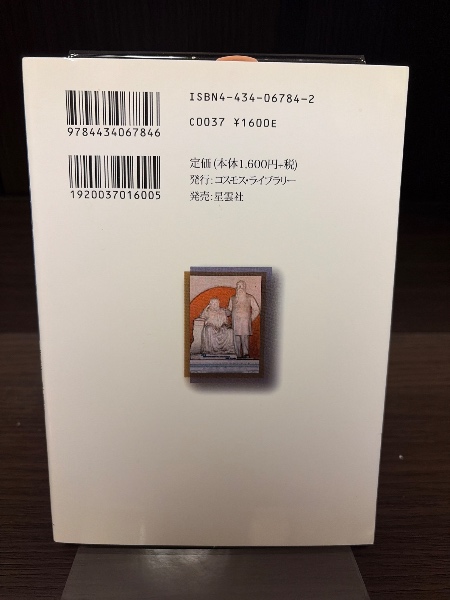 ISBN4-434-06784-2
9784434067846
C0037 ¥1600E
定価(本体1,600円+税)
発行:コスモス・ライブラリー
1920037016005
発売:星雲社